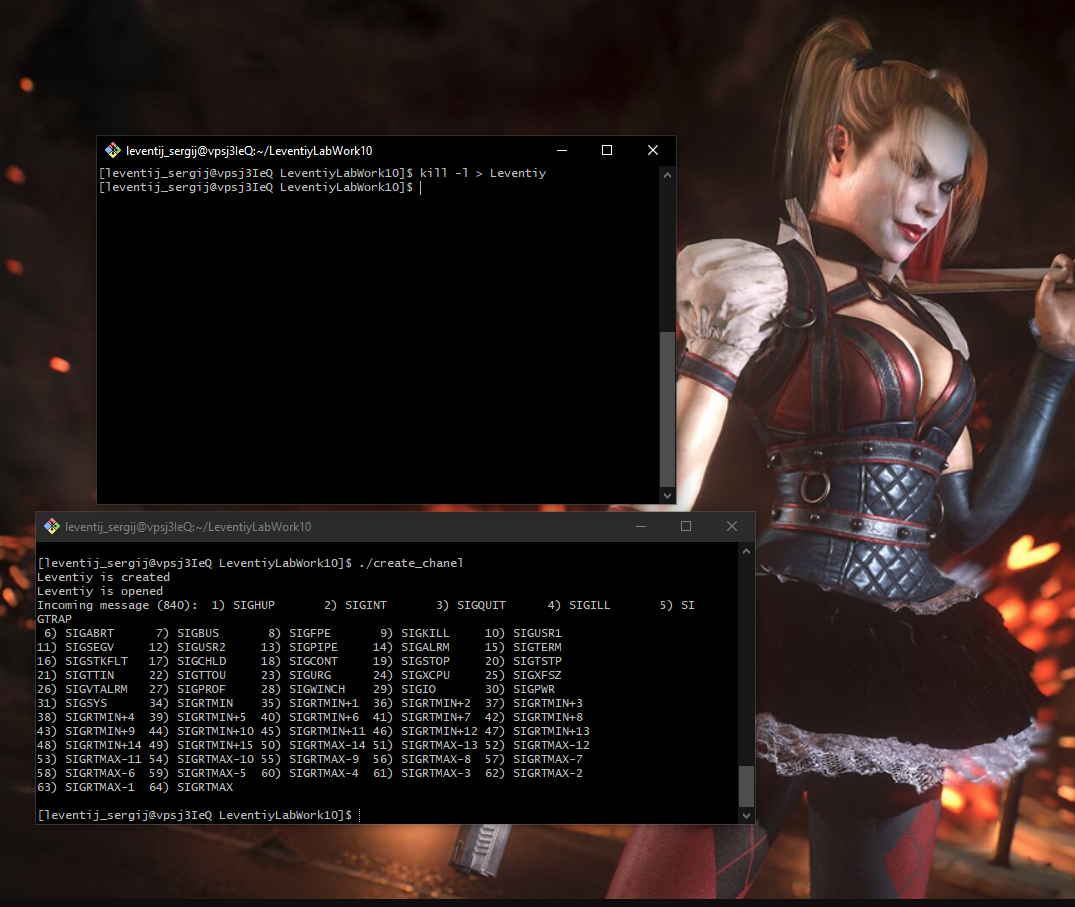 leventij_sergij@vpsj3IeQ:~/LeventiyLabWork10
[leventij_sergij@vpsj3IeQ LeventiyLabWork10]$ kill -l > Leventiy
[leventij_sergij@vpsj3IeQ LeventiyLabWork10]$
leventij_sergij@vpsj3IeQ:~/LeventiyLabWork10
[leventij_sergij@vpsj3IeQ LeventiyLabWork10]$ ./create_chanel
Leventiy is created
Leventiy is opened
Incoming message (840):  1) SIGHUP       2) SIGINT       3) SIGQUIT      4) SIGILL       5) SI
GTRAP
 6) SIGABRT      7) SIGBUS       8) SIGFPE       9) SIGKILL     10) SIGUSR1
11) SIGSEGV     12) SIGUSR2     13) SIGPIPE     14) SIGALRM     15) SIGTERM
16) SIGSTKFLT   17) SIGCHLD     18) SIGCONT     19) SIGSTOP     20) SIGTSTP
21) SIGTTIN     22) SIGTTOU     23) SIGURG      24) SIGXCPU     25) SIGXFSZ
26) SIGVTALRM   27) SIGPROF     28) SIGWINCH    29) SIGIO       30) SIGPWR
31) SIGSYS      34) SIGRTMIN    35) SIGRTMIN+1  36) SIGRTMIN+2  37) SIGRTMIN+3
38) SIGRTMIN+4  39) SIGRTMIN+5  40) SIGRTMIN+6  41) SIGRTMIN+7  42) SIGRTMIN+8
43) SIGRTMIN+9  44) SIGRTMIN+10 45) SIGRTMIN+11 46) SIGRTMIN+12 47) SIGRTMIN+13
48) SIGRTMIN+14 49) SIGRTMIN+15 50) SIGRTMAX-14 51) SIGRTMAX-13 52) SIGRTMAX-12
53) SIGRTMAX-11 54) SIGRTMAX-10 55) SIGRTMAX-9  56) SIGRTMAX-8  57) SIGRTMAX-7
58) SIGRTMAX-6  59) SIGRTMAX-5  60) SIGRTMAX-4  61) SIGRTMAX-3  62) SIGRTMAX-2
63) SIGRTMAX-1  64) SIGRTMAX
[leventij_sergij@vpsj3IeQ LeventiyLabWork10]$